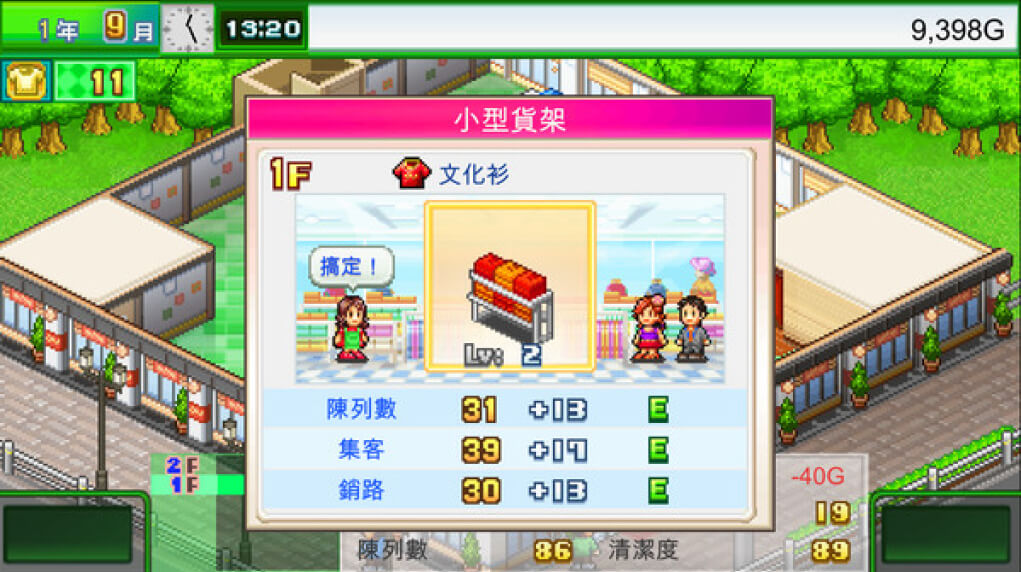 1年 9月 13:20 9,398G
11
小型貨架
1F 文化衫
搞定！
Lv: 2
陳列數 31 +13 E
集客 39 +17 E
銷路 30 +13 E
2F
1F
-40G
19
陳列數 86 清潔度 89